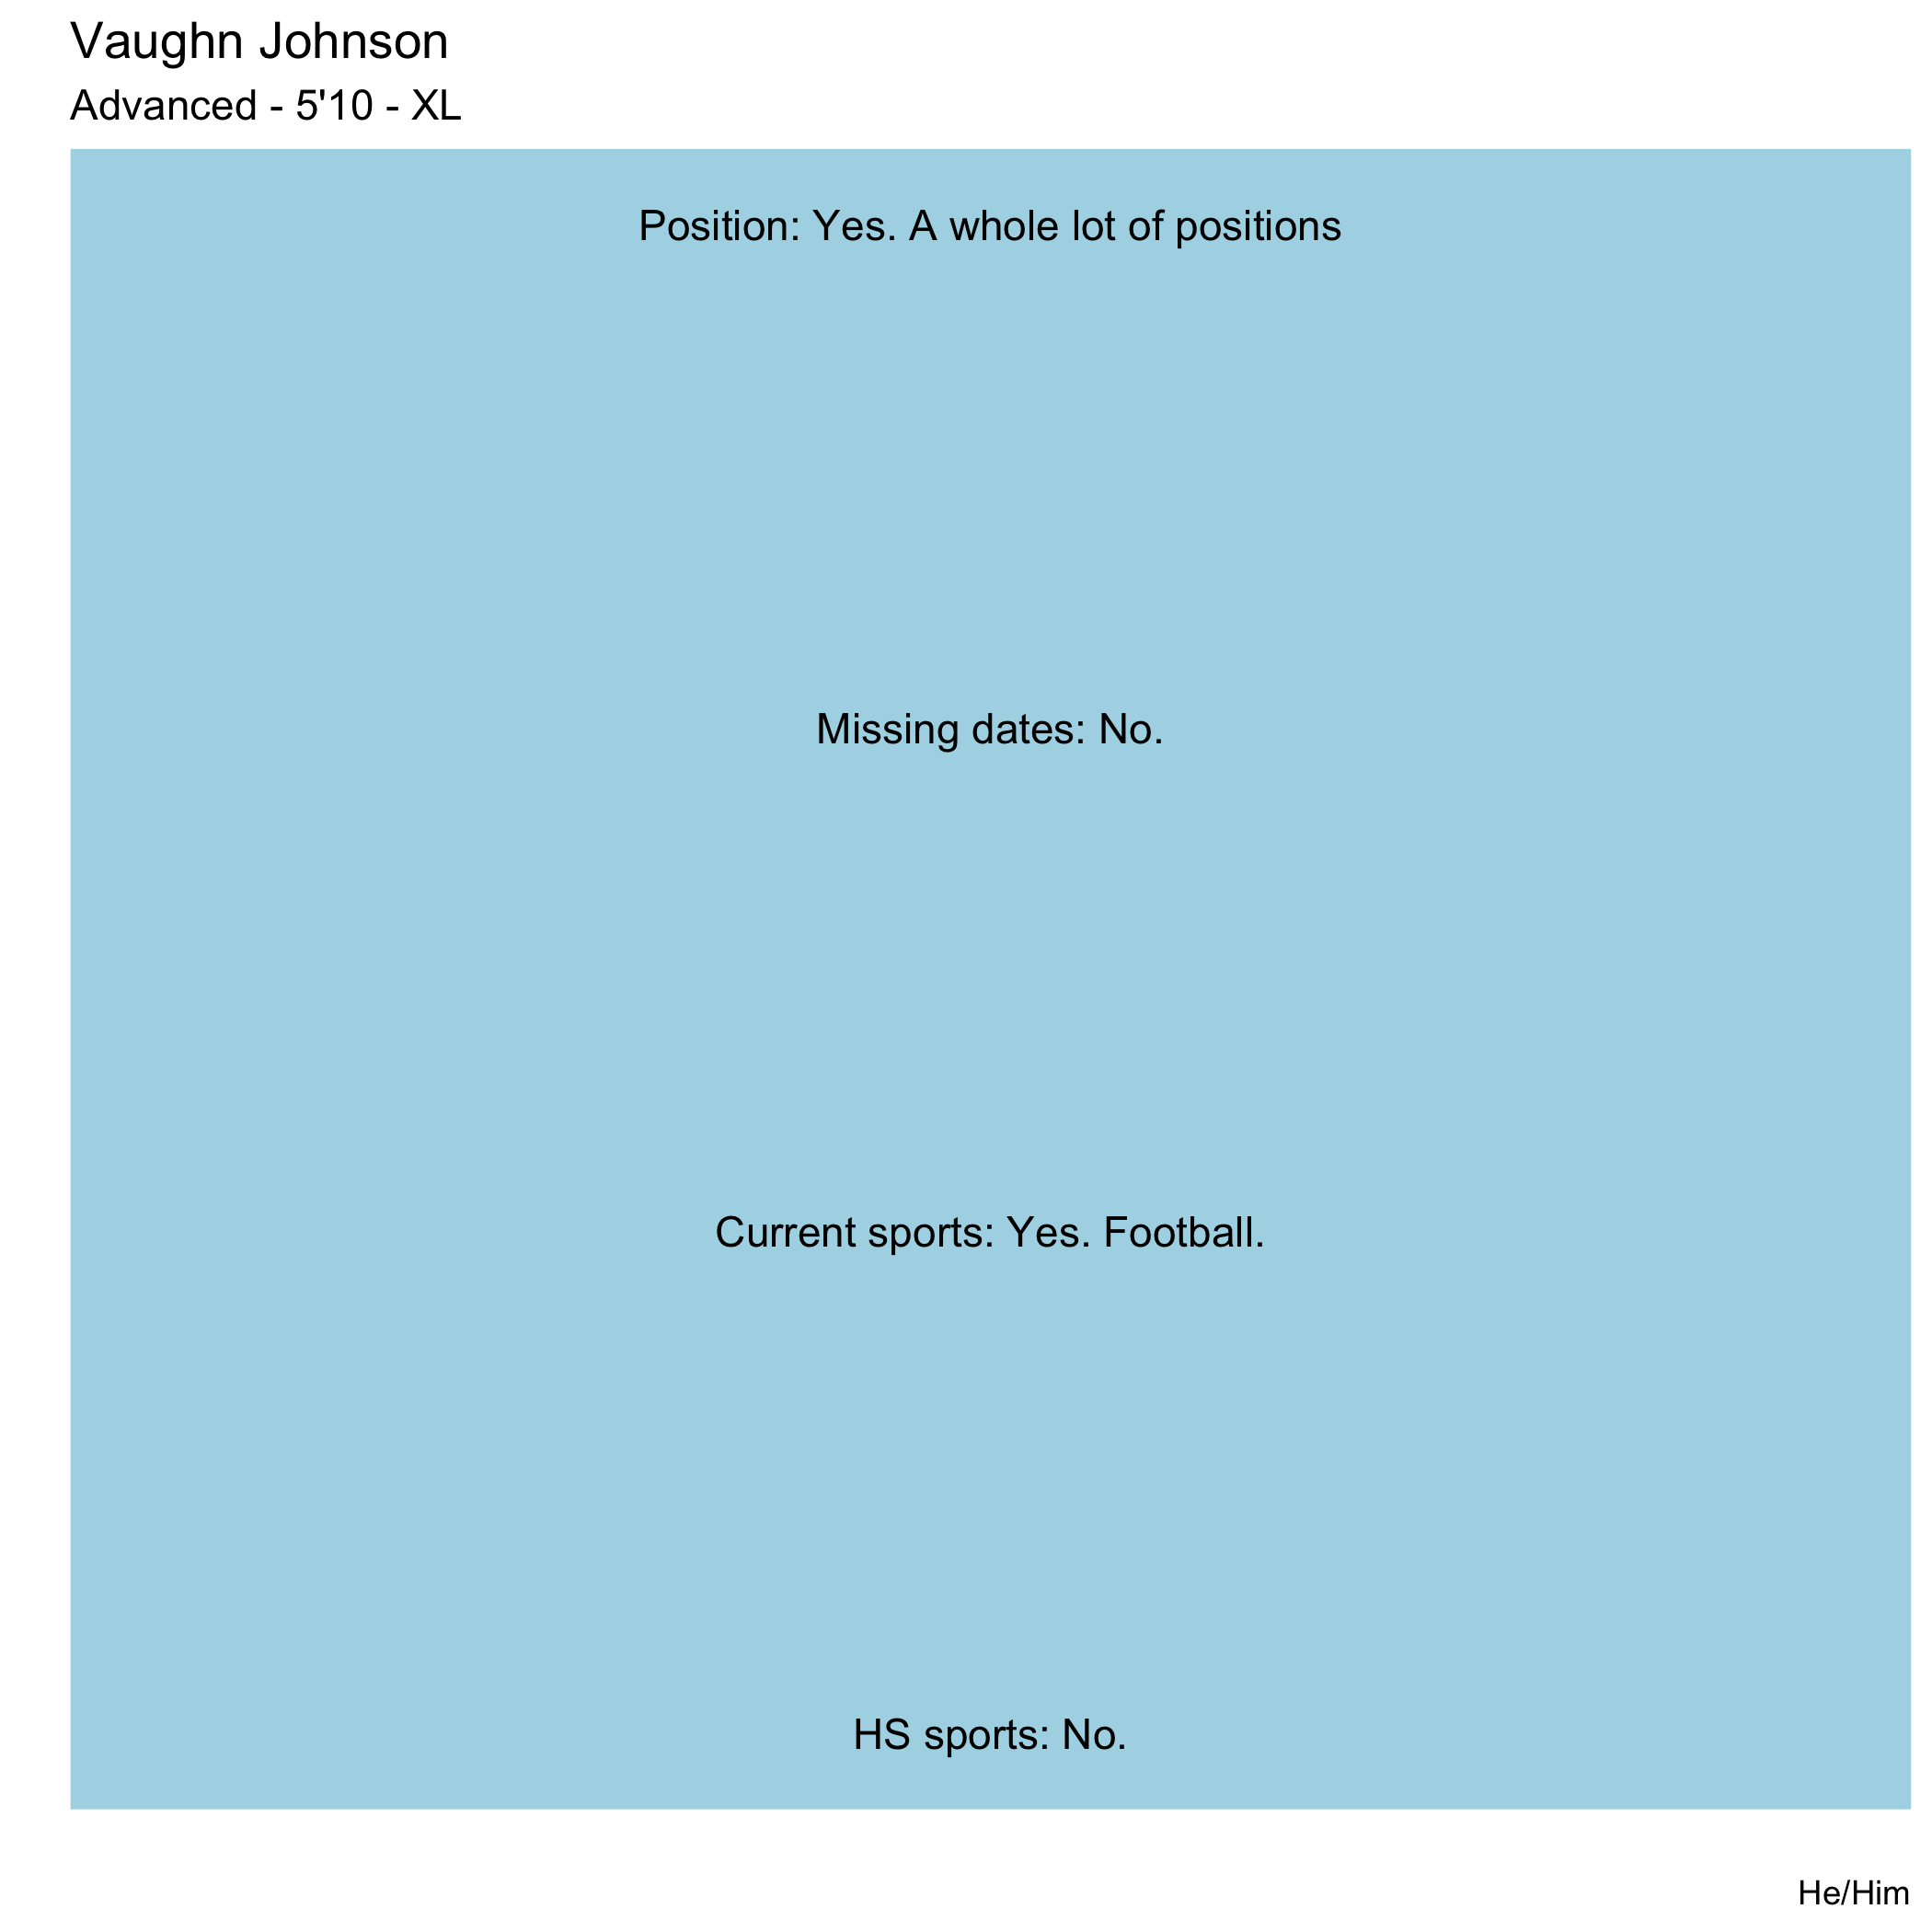 Vaughn Johnson
Advanced - 5'10 - XL
Position: Yes. A whole lot of positions
Missing dates: No.
Current sports: Yes. Football.
HS sports: No.
He/Him